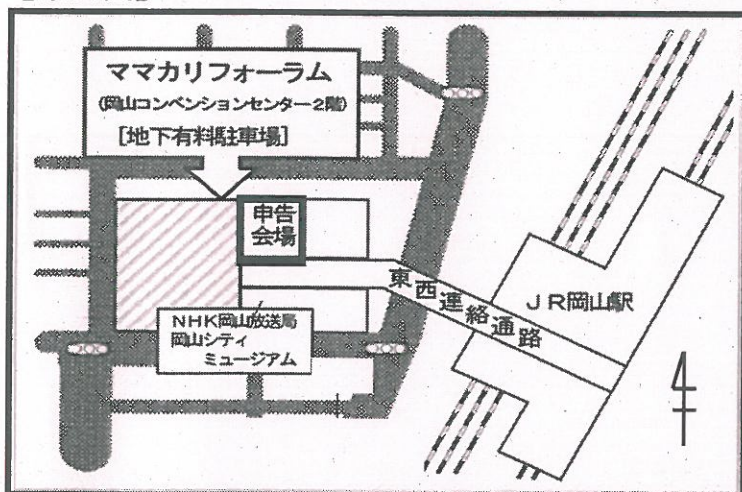 ママカリフォーラム
(岡山コンベンションセンター2階)
[地下有料駐車場]
申告
会場
東西連絡通路
JR岡山駅
NHK岡山放送局
岡山シティ
ミュージアム